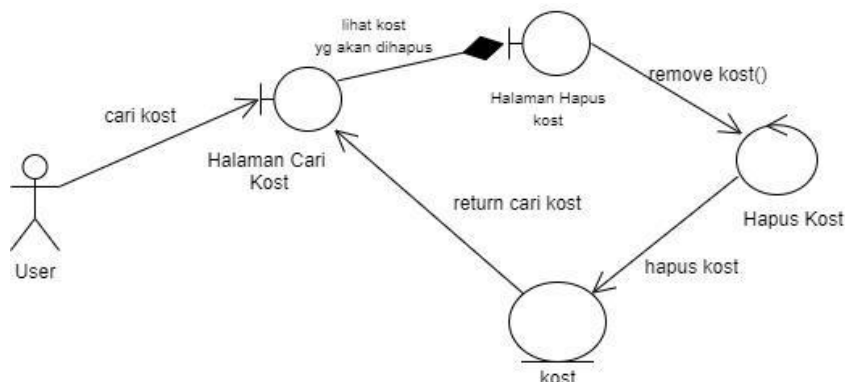 lihat kost
yg akan dihapus
remove kost()
Halaman Hapus
kost
cari kost
Halaman Cari
Kost
return cari kost
Hapus Kost
User
hapus kost
kost